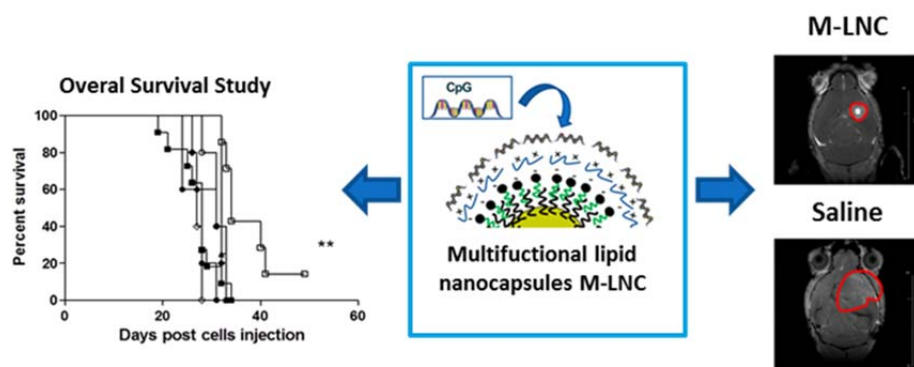 Overal Survival Study
100
80
60
40
20
0
Percent survival
0 20 40 60
Days post cells injection
**
CpG
Multifuctional lipid
nanocapsules M-LNC
M-LNC
Saline